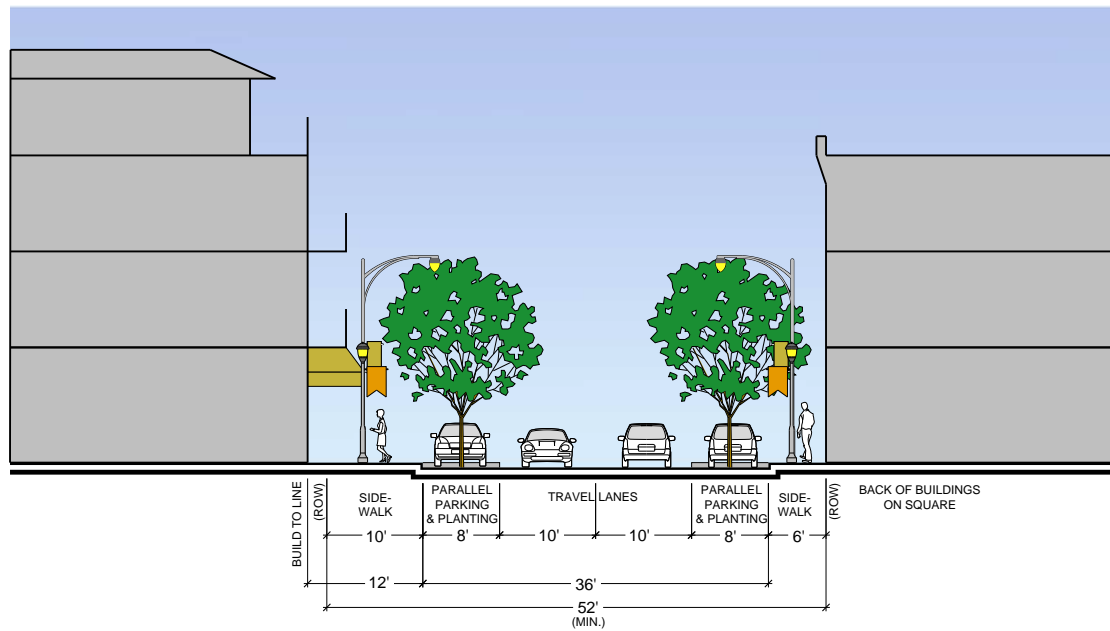 BUILD TO LINE
(ROW)
SIDE-
WALK
PARALLEL
PARKING
& PLANTING
TRAVEL LANES
PARALLEL
PARKING
& PLANTING
SIDE-
WALK
(ROW)
BACK OF BUILDINGS
ON SQUARE
10' 8' 10' 10' 8' 6'
12' 36'
52'
(MIN.)